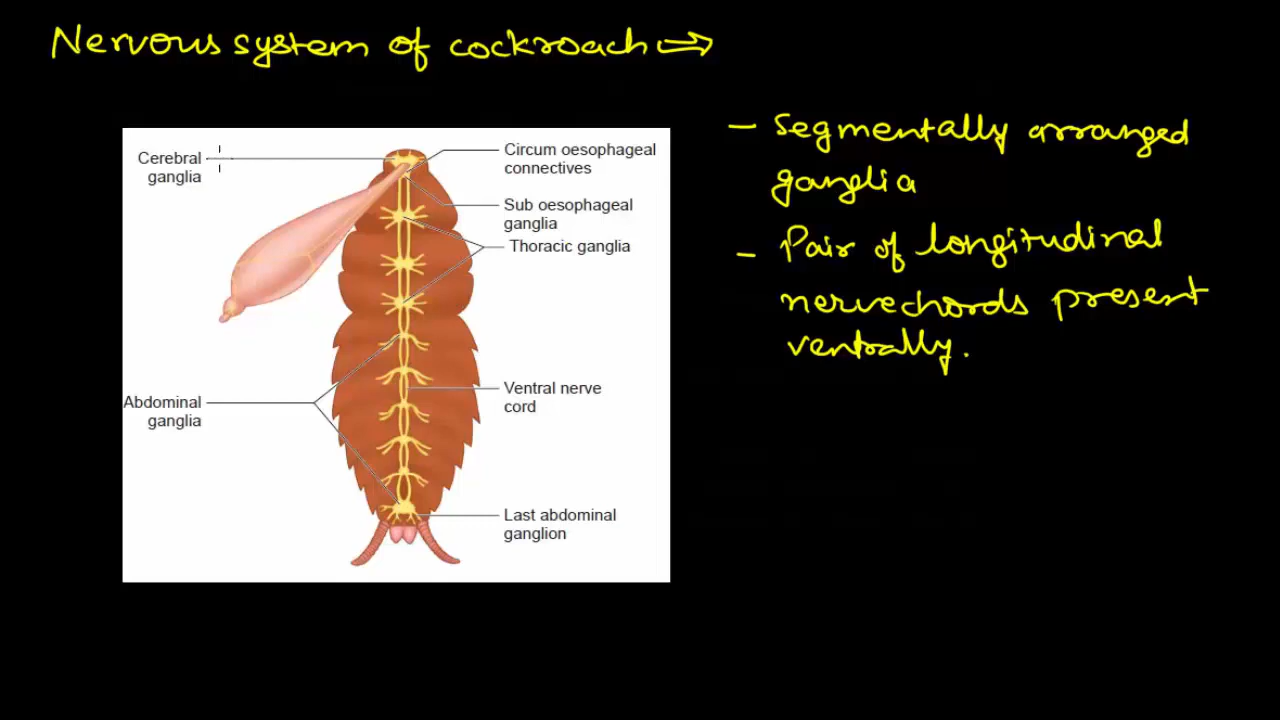 Nervous system of cockroach ⇒
- Segmentally arranged
ganglia
- Pair of longitudinal
nervechords present
ventrally.
Cerebral
ganglia
Circum oesophageal
connectives
Sub oesophageal
ganglia
Thoracic ganglia
Abdominal
ganglia
Ventral nerve
cord
Last abdominal
ganglion